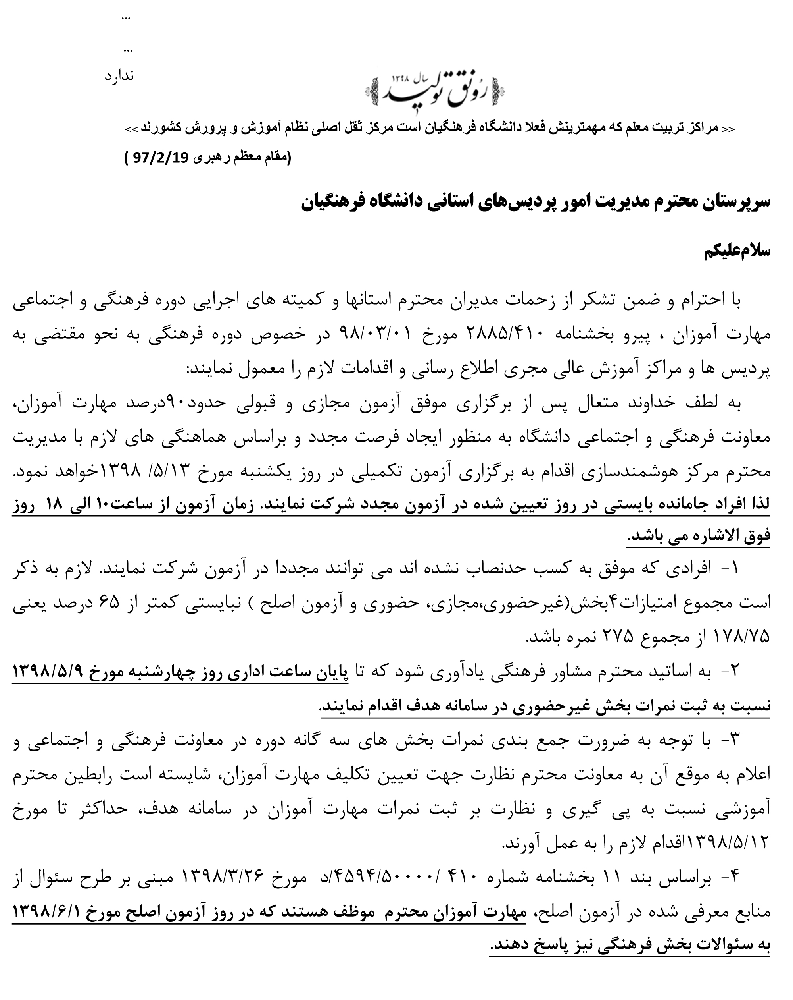 ...
...
ندارد
سال ۱۳۹۸
رونق تولید
<< مراکز تربیت معلم که مهمترینش فعلا دانشگاه فرهنگیان است مرکز ثقل اصلی نظام آموزش و پرورش کشورند >>
(مقام معظم رهبری 97/2/19 )
سرپرستان محترم مدیریت امور پردیس‌های استانی دانشگاه فرهنگیان
سلام‌علیکم
با احترام و ضمن تشکر از زحمات مدیران محترم استانها و کمیته های اجرایی دوره فرهنگی و اجتماعی
مهارت آموزان ، پیرو بخشنامه ۲۸۸۵/۴۱۰ مورخ ۹۸/۰۳/۰۱ در خصوص دوره فرهنگی به نحو مقتضی به
پردیس ها و مراکز آموزش عالی مجری اطلاع رسانی و اقدامات لازم را معمول نمایند:
به لطف خداوند متعال پس از برگزاری موفق آزمون مجازی و قبولی حدود۹۰درصد مهارت آموزان،
معاونت فرهنگی و اجتماعی دانشگاه به منظور ایجاد فرصت مجدد و براساس هماهنگی های لازم با مدیریت
محترم مرکز هوشمندسازی اقدام به برگزاری آزمون تکمیلی در روز یکشنبه مورخ ۵/۱۳/ ۱۳۹۸خواهد نمود.
لذا افراد جامانده بایستی در روز تعیین شده در آزمون مجدد شرکت نمایند. زمان آزمون از ساعت۱۰ الی ۱۸ روز
فوق الاشاره می باشد.
۱- افرادی که موفق به کسب حدنصاب نشده اند می توانند مجددا در آزمون شرکت نمایند. لازم به ذکر
است مجموع امتیازات۴بخش(غیرحضوری،مجازی، حضوری و آزمون اصلح ) نبایستی کمتر از ۶۵ درصد یعنی
۱۷۸/۷۵ از مجموع ۲۷۵ نمره باشد.
۲- به اساتید محترم مشاور فرهنگی یادآوری شود که تا پایان ساعت اداری روز چهارشنبه مورخ ۱۳۹۸/۵/۹
نسبت به ثبت نمرات بخش غیرحضوری در سامانه هدف اقدام نمایند.
۳- با توجه به ضرورت جمع بندی نمرات بخش های سه گانه دوره در معاونت فرهنگی و اجتماعی و
اعلام به موقع آن به معاونت محترم نظارت جهت تعیین تکلیف مهارت آموزان، شایسته است رابطین محترم
آموزشی نسبت به پی گیری و نظارت بر ثبت نمرات مهارت آموزان در سامانه هدف، حداکثر تا مورخ
۱۳۹۸/۵/۱۲اقدام لازم را به عمل آورند.
۴- براساس بند ۱۱ بخشنامه شماره ۴۱۰ /۴۵۹۴/۵۰۰۰۰/د مورخ ۱۳۹۸/۳/۲۶ مبنی بر طرح سئوال از
منابع معرفی شده در آزمون اصلح، مهارت آموزان محترم موظف هستند که در روز آزمون اصلح مورخ ۱۳۹۸/۶/۱
به سئوالات بخش فرهنگی نیز پاسخ دهند.